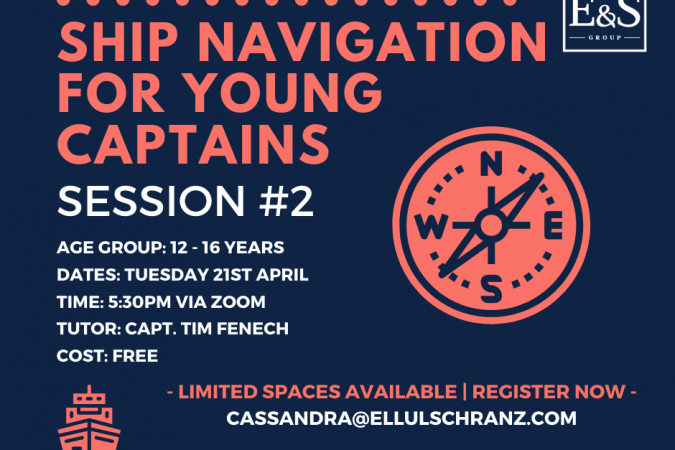 E&S
GROUP
SHIP NAVIGATION
FOR YOUNG
CAPTAINS
SESSION #2
AGE GROUP: 12 - 16 YEARS
DATES: TUESDAY 21ST APRIL
TIME: 5:30PM VIA ZOOM
TUTOR: CAPT. TIM FENECH
COST: FREE
N
W E
S
- LIMITED SPACES AVAILABLE | REGISTER NOW -
CASSANDRA@ELLULSCHRANZ.COM